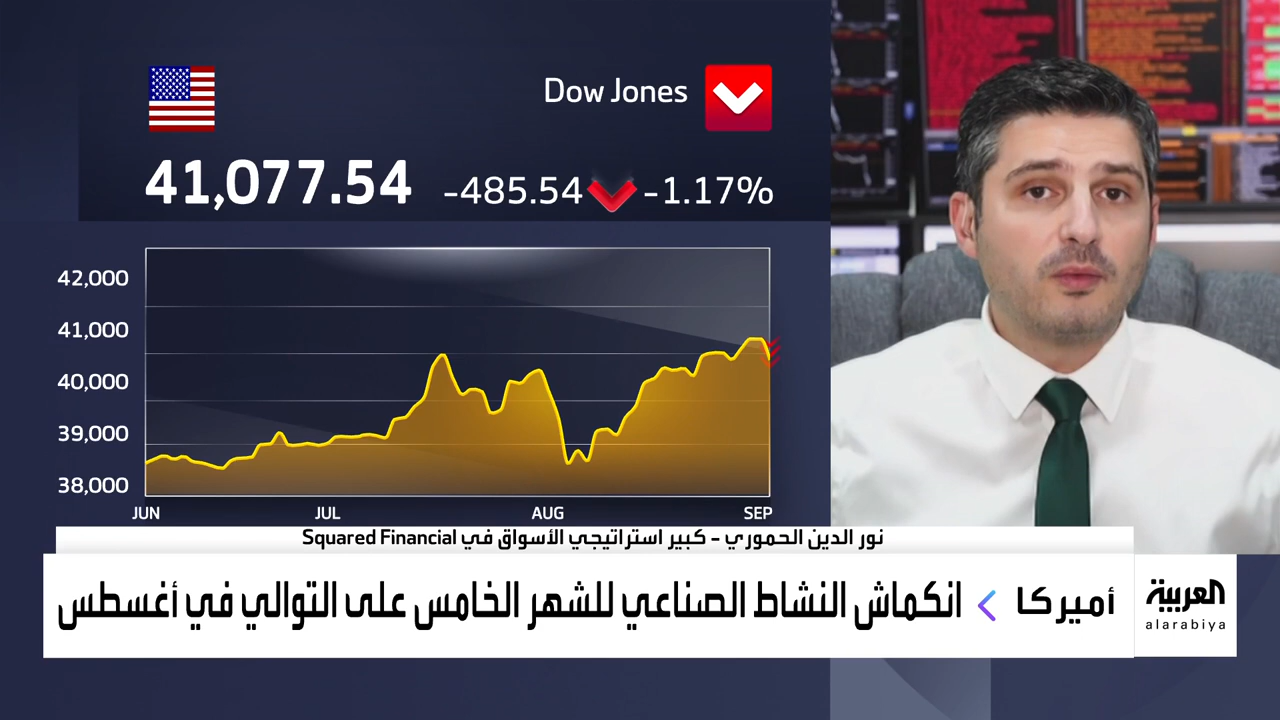 Dow Jones
41,077.54 -485.54 -1.17%
42,000
41,000
40,000
39,000
38,000
JUN JUL AUG SEP
نور الدين الحموري - كبير استراتيجي الأسواق في Squared Financial
أميركا
انكماش النشاط الصناعي للشهر الخامس على التوالي في أغسطس
العربية
alarabiya